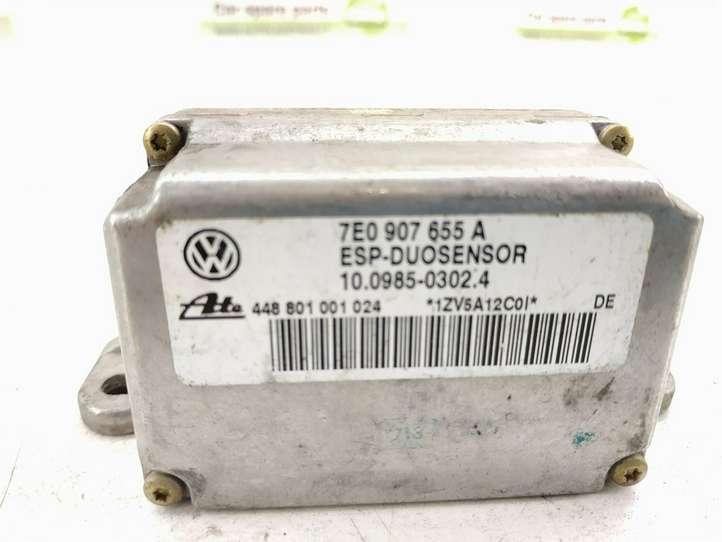 7E0 907 655 A
ESP-DUOSENSOR
10.0985-0302.4
Ate 448 801 001 024 *1ZV5A12C0I* DE